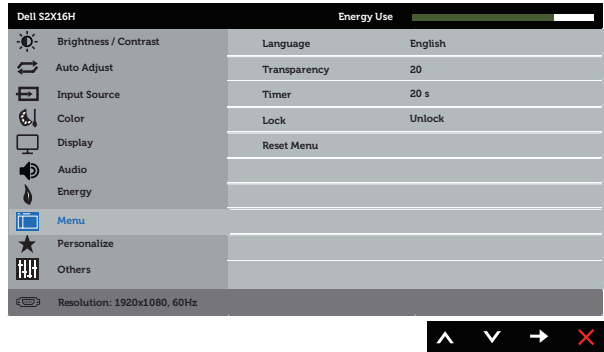 Dell S2X16H Energy Use
Brightness / Contrast
Auto Adjust
Input Source
Color
Display
Audio
Energy
Menu
Personalize
Others
Language English
Transparency 20
Timer 20 s
Lock Unlock
Reset Menu
Resolution: 1920x1080, 60Hz